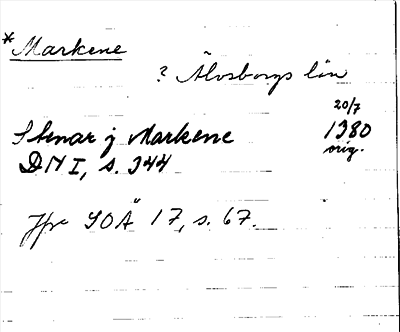 *Markene
? Älvsborgs län
20/7
Stenar j Markene 1380
DN I, s. 344 orig.
Jfr SOÄ 17, s. 67.